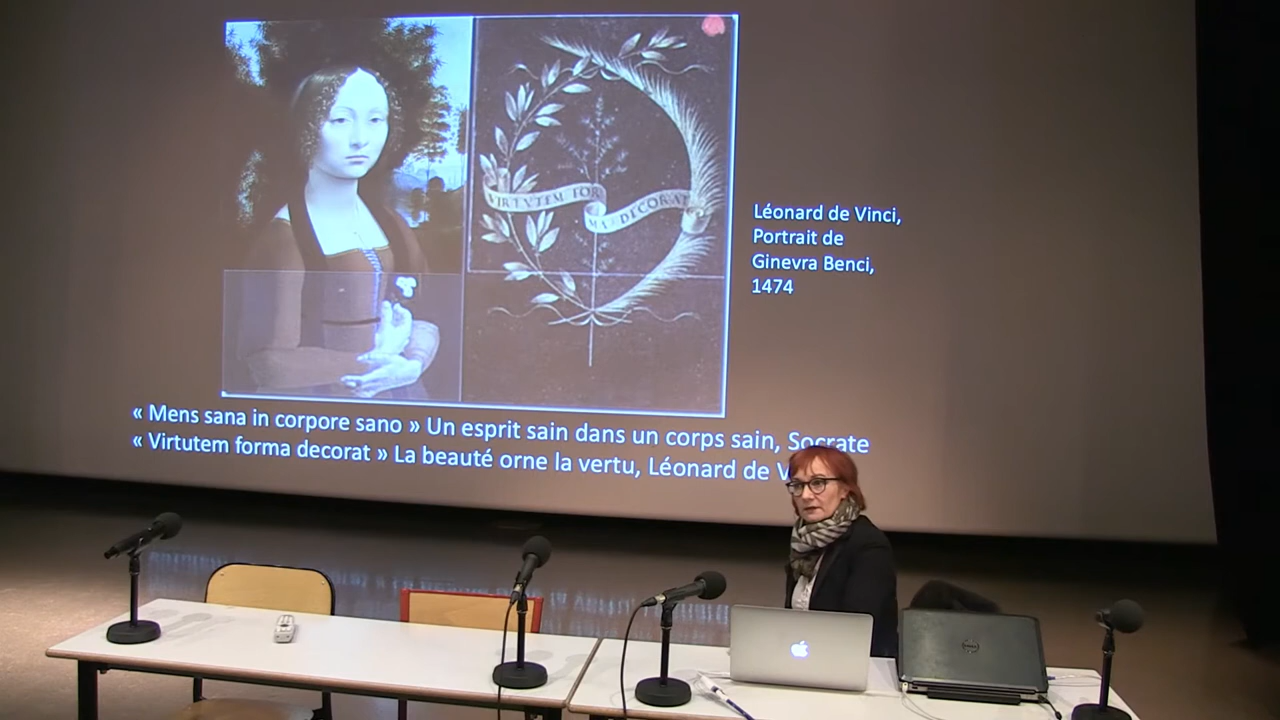 VIRTVTEM FOR
MA DECORAT
Léonard de Vinci,
Portrait de
Ginevra Benci,
1474
« Mens sana in corpore sano » Un esprit sain dans un corps sain, Socrate
« Virtutem forma decorat » La beauté orne la vertu, Léonard de V